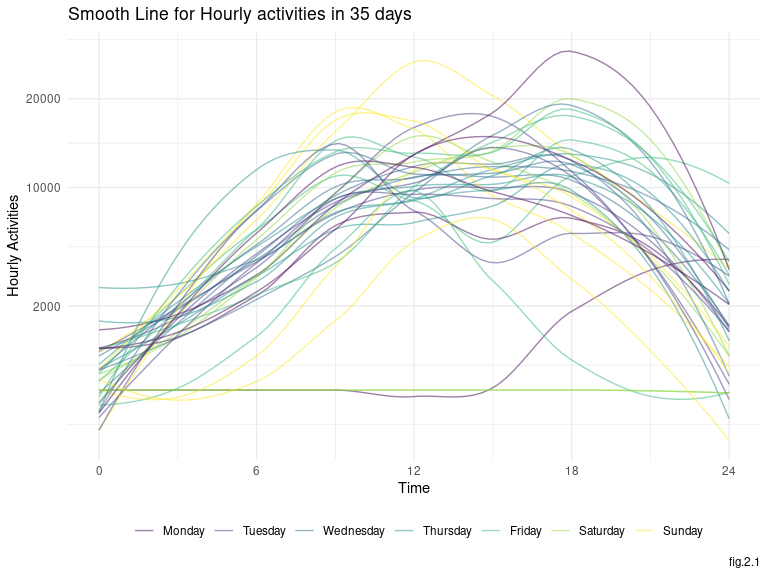 Smooth Line for Hourly activities in 35 days
Hourly Activities
20000
10000
2000
0 6 12 18 24
Time
Monday Tuesday Wednesday Thursday Friday Saturday Sunday
fig.2.1